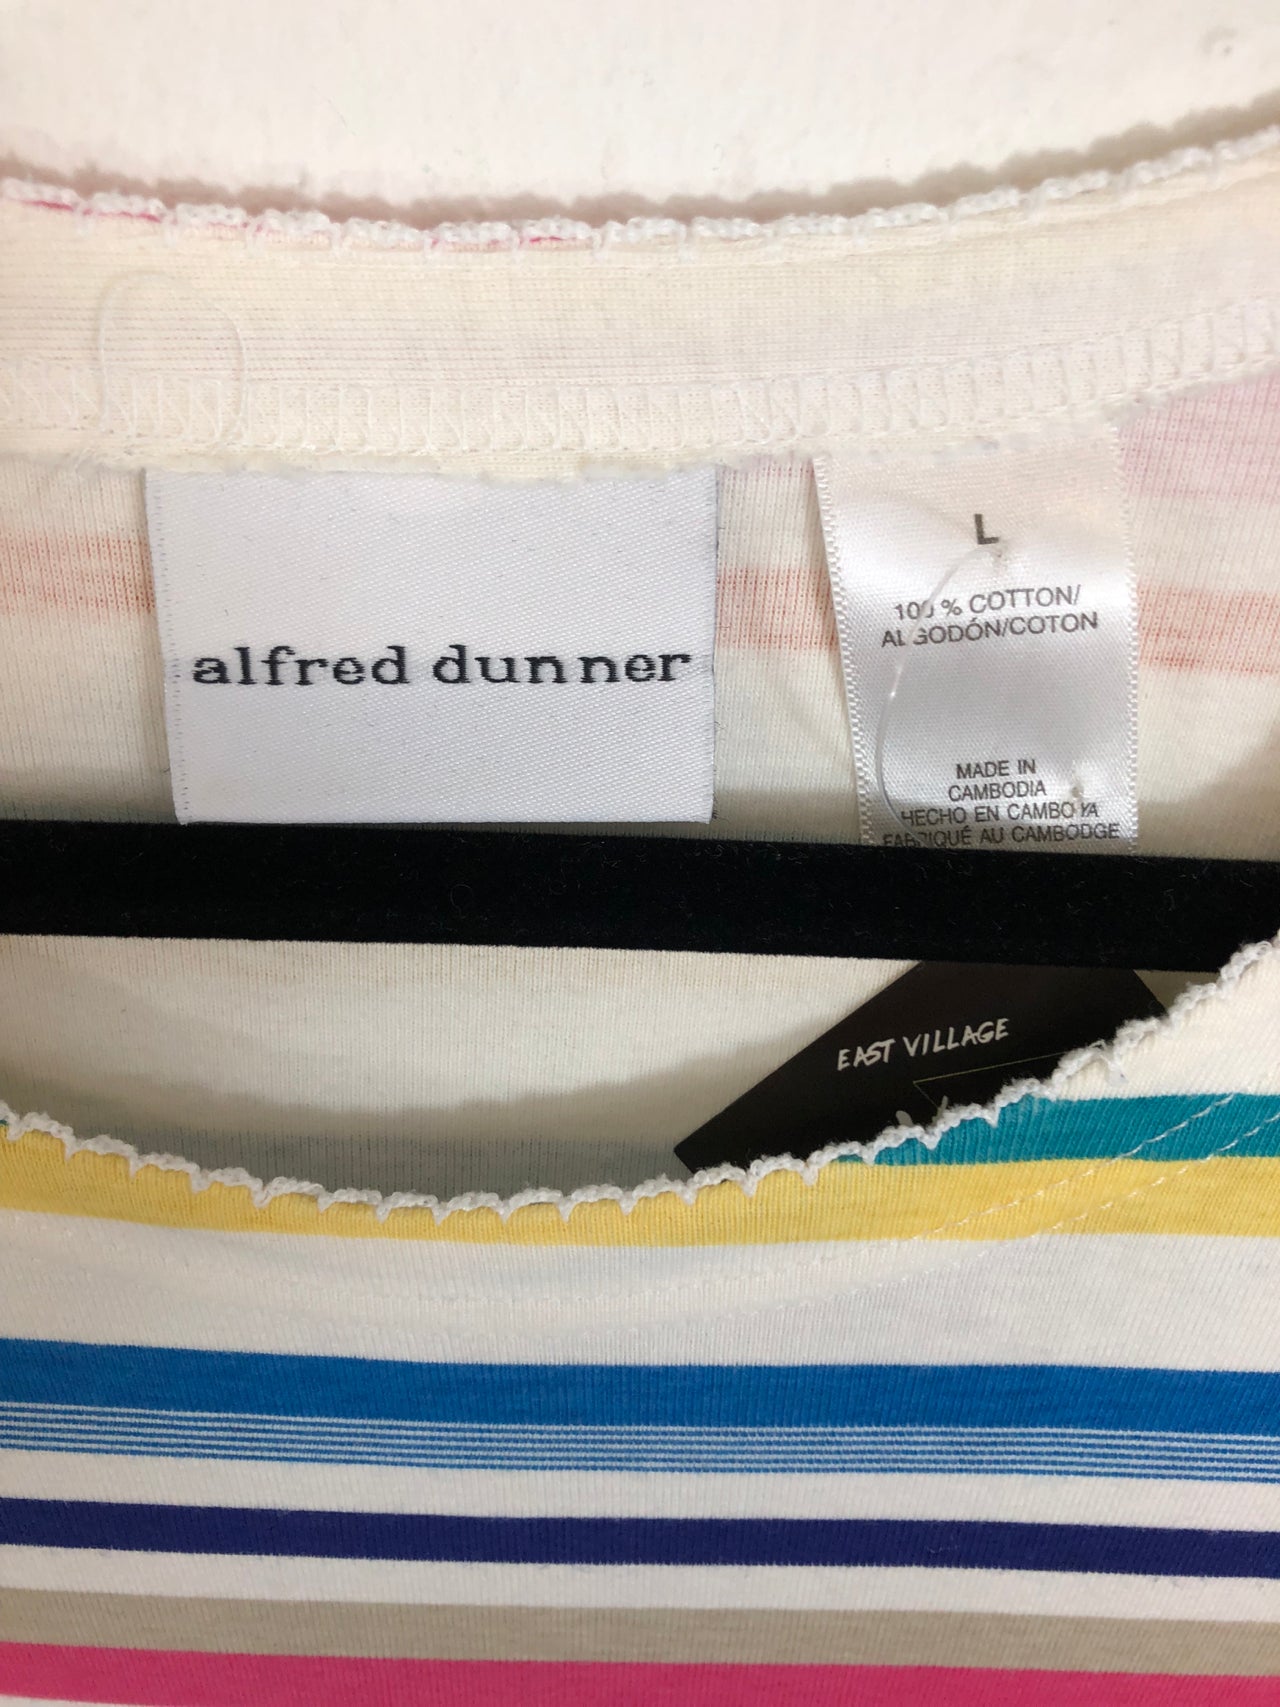 alfred dunner
L
100 % COTTON/
ALGODÓN/COTON
MADE IN
CAMBODIA
HECHO EN CAMBOYA
FABRIQUÉ AU CAMBODGE
EAST VILLAGE